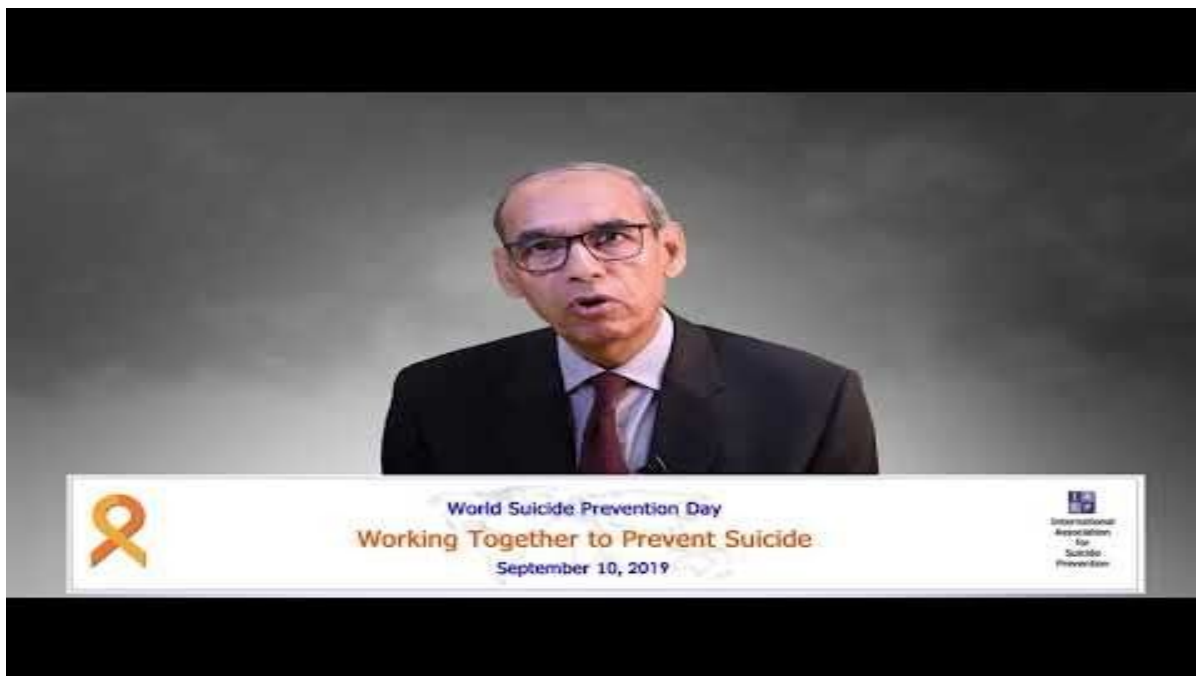 World Suicide Prevention Day
Working Together to Prevent Suicide
September 10, 2019
International
Association
for
Suicide
Prevention